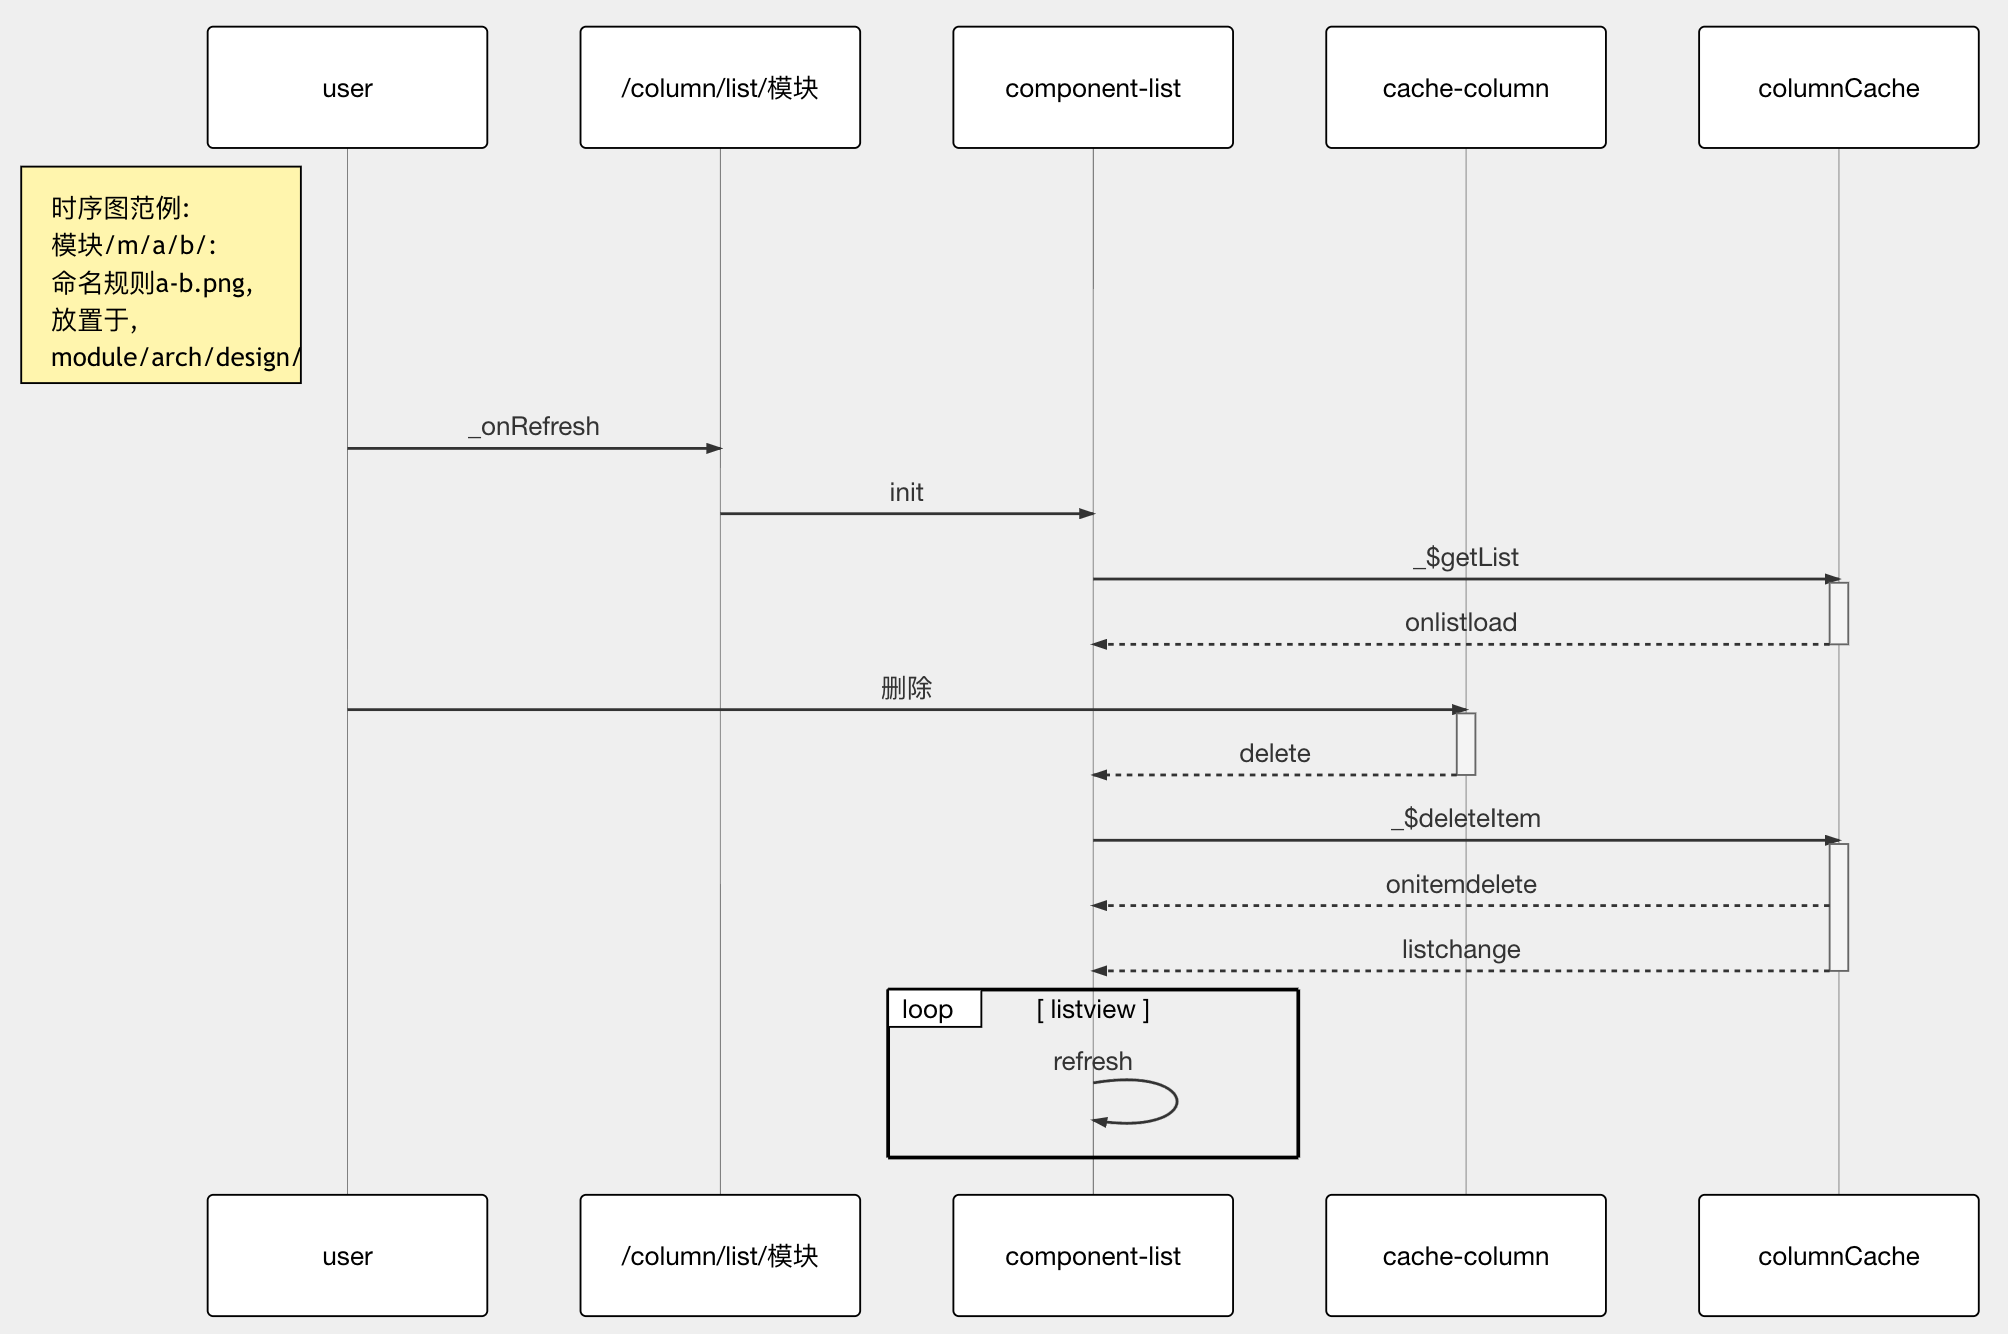 user
/column/list/模块
component-list
cache-column
columnCache
时序图范例:
模块/m/a/b/:
命名规则a-b.png,
放置于,
module/arch/design/
_onRefresh
init
_$getList
onlistload
删除
delete
_$deleteItem
onitemdelete
listchange
loop
[ listview ]
refresh
user
/column/list/模块
component-list
cache-column
columnCache